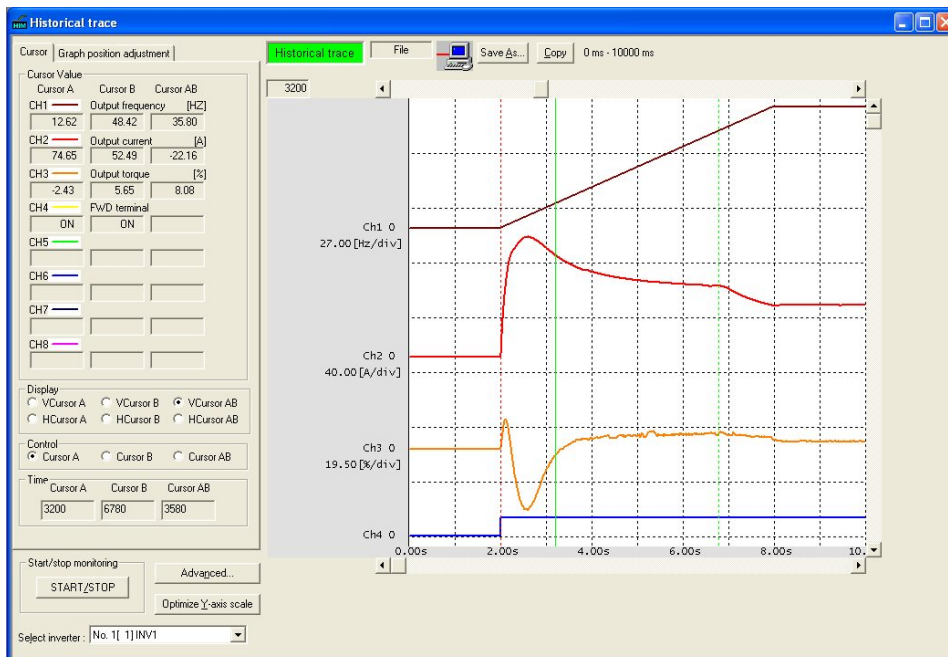 Historical trace
Cursor
Graph position adjustment
Historical trace
File
Save As...
Copy
0 ms - 10000 ms
Cursor Value
Cursor A Cursor B Cursor AB
CH1 Output frequency [HZ]
12.62 48.42 35.80
CH2 Output current [A]
74.65 52.49 -22.16
CH3 Output torque [%]
-2.43 5.65 8.08
CH4 FWD terminal
ON ON
CH5
CH6
CH7
CH8
Display
VCursor A VCursor B VCursor AB
HCursor A HCursor B HCursor AB
Control
Cursor A Cursor B Cursor AB
Time
Cursor A Cursor B Cursor AB
3200 6780 3580
Start/stop monitoring
START/STOP
Advanced...
Optimize Y-axis scale
Select inverter : No. 1[ 1] INV1
3200
Ch1 0
27.00[Hz/div]
Ch2 0
40.00[A/div]
Ch3 0
19.50[%/div]
Ch4 0
0.00s 2.00s 4.00s 6.00s 8.00s 10.